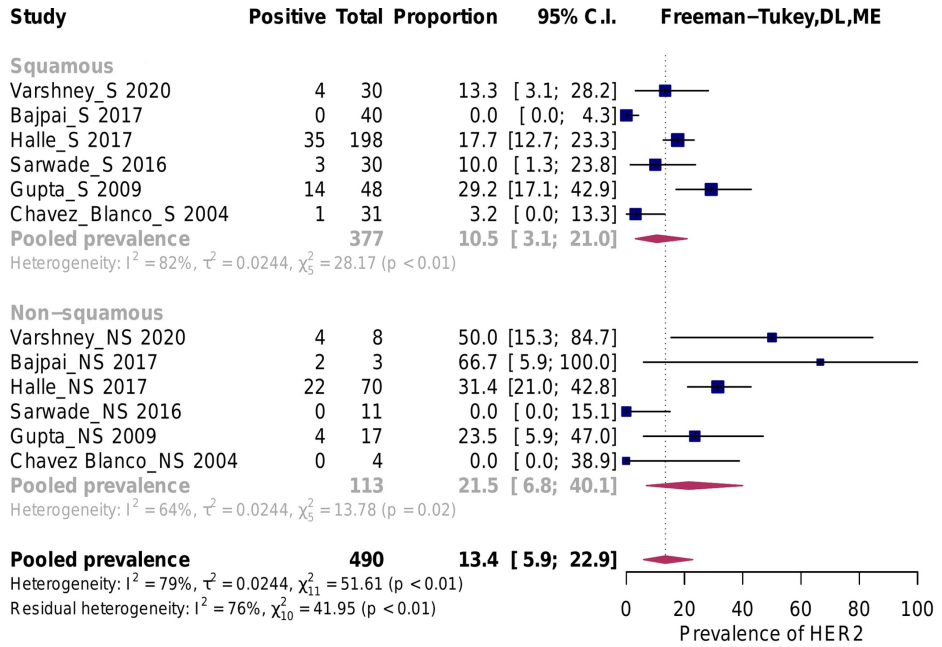 Study Positive Total Proportion 95% C.I. Freeman−Tukey,DL,ME
Squamous
Varshney_S 2020 4 30 13.3 [ 3.1; 28.2]
Bajpai_S 2017 0 40 0.0 [ 0.0; 4.3]
Halle_S 2017 35 198 17.7 [12.7; 23.3]
Sarwade_S 2016 3 30 10.0 [ 1.3; 23.8]
Gupta_S 2009 14 48 29.2 [17.1; 42.9]
Chavez_Blanco_S 2004 1 31 3.2 [ 0.0; 13.3]
Pooled prevalence 377 10.5 [ 3.1; 21.0]
Heterogeneity: I² = 82%, τ² = 0.0244, χ²₅ = 28.17 (p < 0.01)
Non−squamous
Varshney_NS 2020 4 8 50.0 [15.3; 84.7]
Bajpai_NS 2017 2 3 66.7 [ 5.9; 100.0]
Halle_NS 2017 22 70 31.4 [21.0; 42.8]
Sarwade_NS 2016 0 11 0.0 [ 0.0; 15.1]
Gupta_NS 2009 4 17 23.5 [ 5.9; 47.0]
Chavez Blanco_NS 2004 0 4 0.0 [ 0.0; 38.9]
Pooled prevalence 113 21.5 [ 6.8; 40.1]
Heterogeneity: I² = 64%, τ² = 0.0244, χ²₅ = 13.78 (p = 0.02)
Pooled prevalence 490 13.4 [ 5.9; 22.9]
Heterogeneity: I² = 79%, τ² = 0.0244, χ²₁₁ = 51.61 (p < 0.01)
Residual heterogeneity: I² = 76%, χ²₁₀ = 41.95 (p < 0.01)
0 20 40 60 80 100
Prevalence of HER2